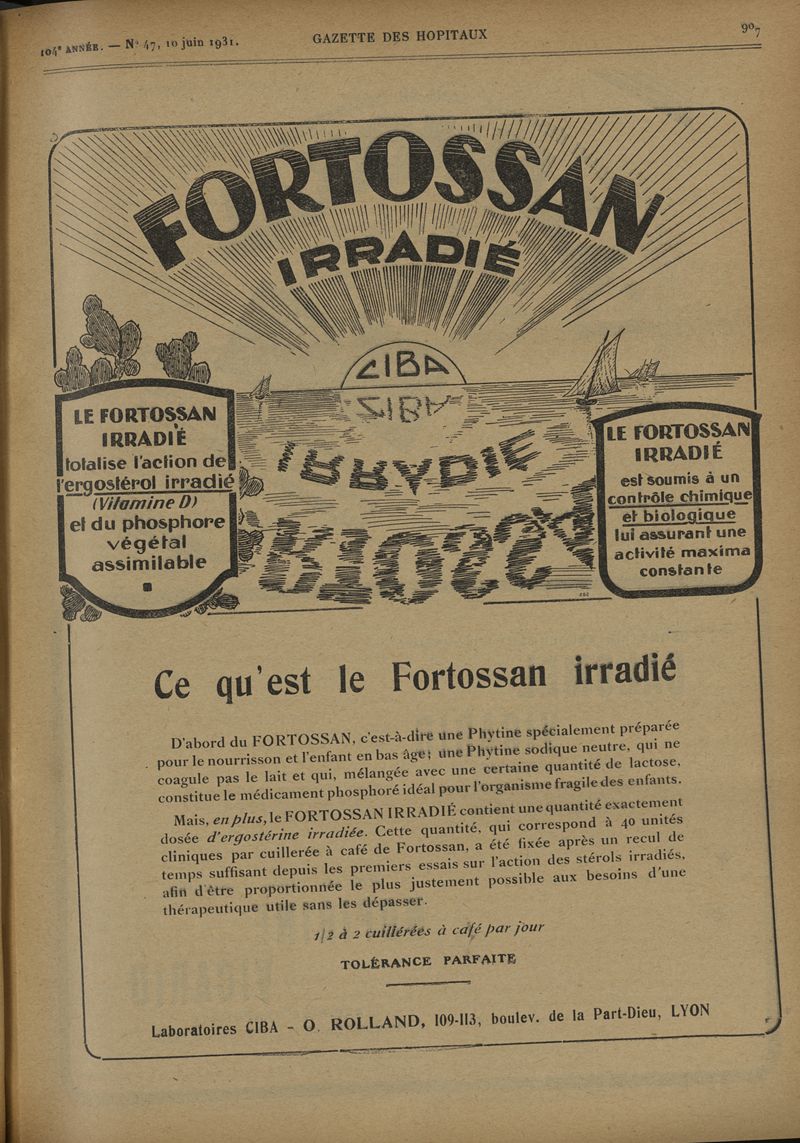 104e ANNÉE. — No 47, 10 juin 1931.
GAZETTE DES HOPITAUX
907
FORTOSSAN
IRRADIÉ
CIBA
CIBA
IRRADIÉ
LE FORTOSSAN
IRRADIÉ
totalise l'action de
l'ergostérol irradié
(Vitamine D)
et du phosphore
végétal
assimilable
LE FORTOSSAN
IRRADIÉ
est soumis à un
contrôle chimique
et biologique
lui assurant une
activité maxima
constante
Ce qu'est le Fortossan irradié
D'abord du FORTOSSAN, c'est-à-dire une Phytine spécialement préparée
pour le nourrisson et l'enfant en bas âge; une Phytine sodique neutre, qui ne
coagule pas le lait et qui, mélangée avec une certaine quantité de lactose,
constitue le médicament phosphoré idéal pour l'organisme fragile des enfants.
Mais, en plus, le FORTOSSAN IRRADIÉ contient une quantité exactement
dosée d'ergostérine irradiée. Cette quantité, qui correspond à 40 unités
cliniques par cuillerée à café de Fortossan, a été fixée après un recul de
temps suffisant depuis les premiers essais sur l'action des stérols irradiés,
afin d'être proportionnée le plus justement possible aux besoins d'une
thérapeutique utile sans les dépasser.
1/2 à 2 cuillérées à café par jour
TOLÉRANCE PARFAITE
Laboratoires CIBA - O. ROLLAND, 109-113, boulev. de la Part-Dieu, LYON